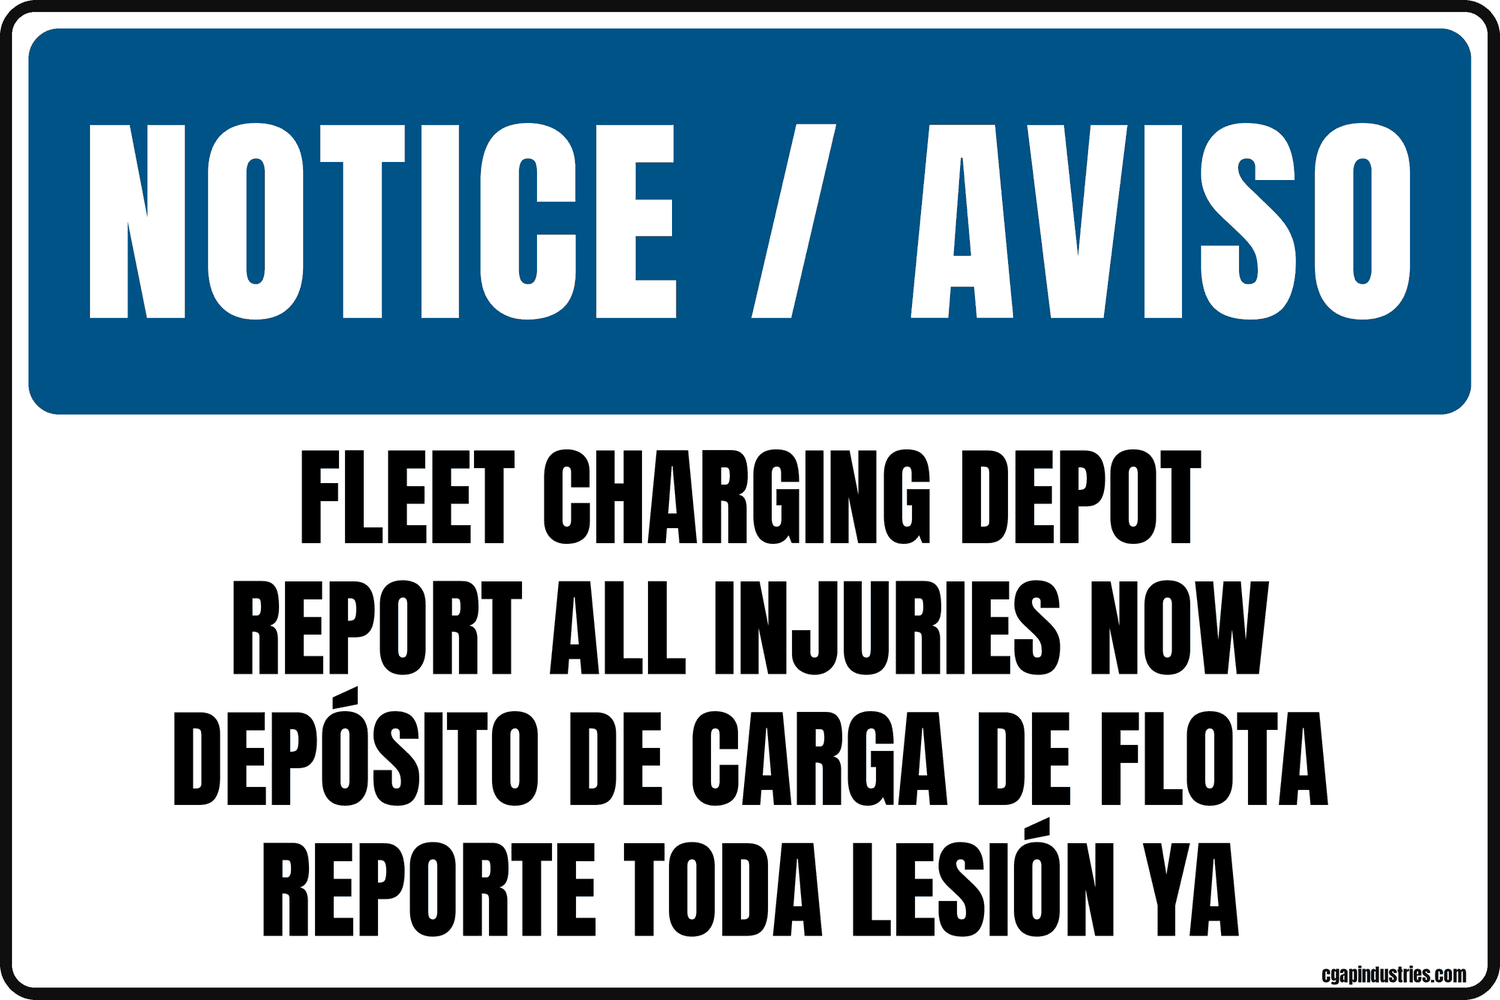 NOTICE / AVISO
FLEET CHARGING DEPOT
REPORT ALL INJURIES NOW
DEPÓSITO DE CARGA DE FLOTA
REPORTE TODA LESIÓN YA
cgapindustries.com